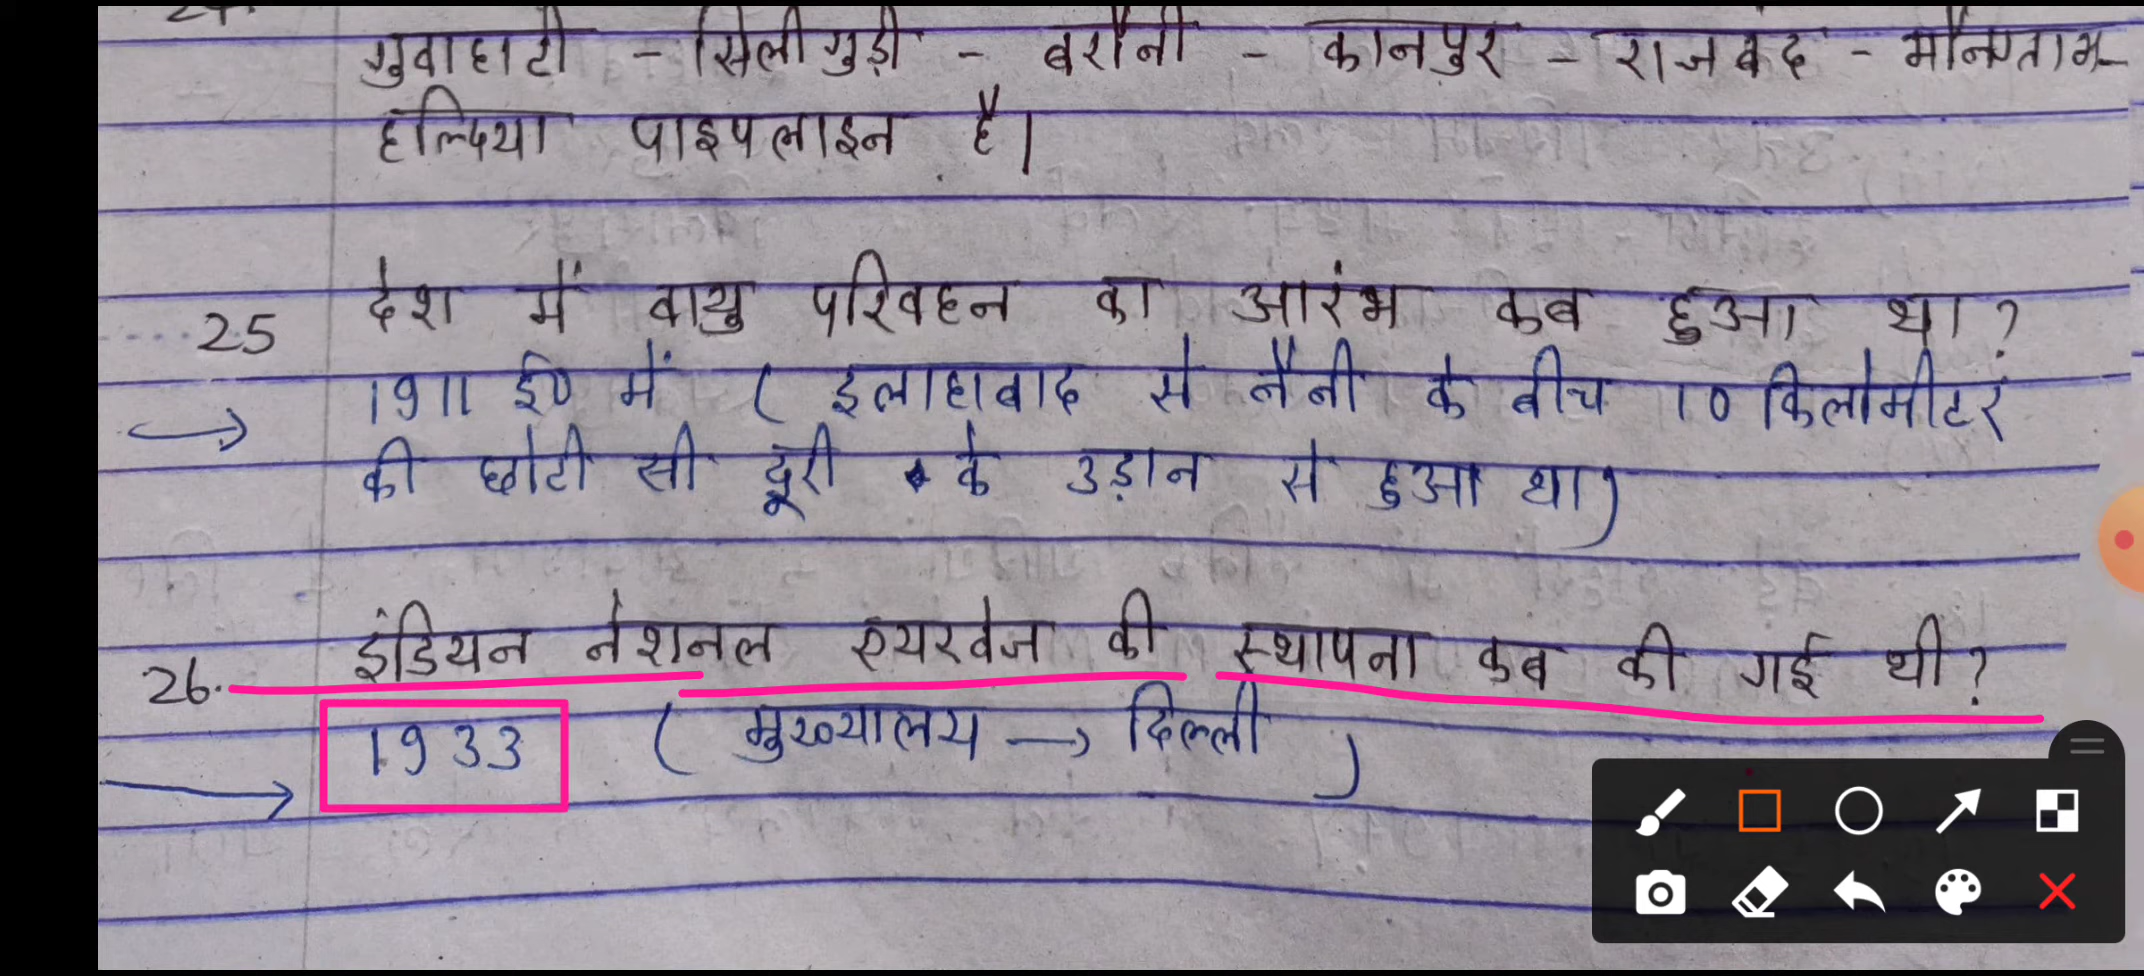 गुवाहाटी - सिलीगुड़ी - बरौनी - कानपुर - राजबंद - मौनग्ताम-
हल्दिया पाइपलाइन है।
25 देश में वायु परिवहन का आरंभ कब हुआ था?
→ 1911 ई० में ( इलाहाबाद से नैनी के बीच 10 किलोमीटर
की छोटी सी दूरी के उड़ान से हुआ था)
26. इंडियन नेशनल एयरवेज की स्थापना कब की गई थी?
→ 1933 ( मुख्यालय → दिल्ली )